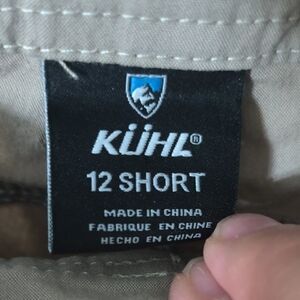 KÜHL®
12 SHORT
MADE IN CHINA
FABRIQUE EN CHINE
HECHO EN CHINA